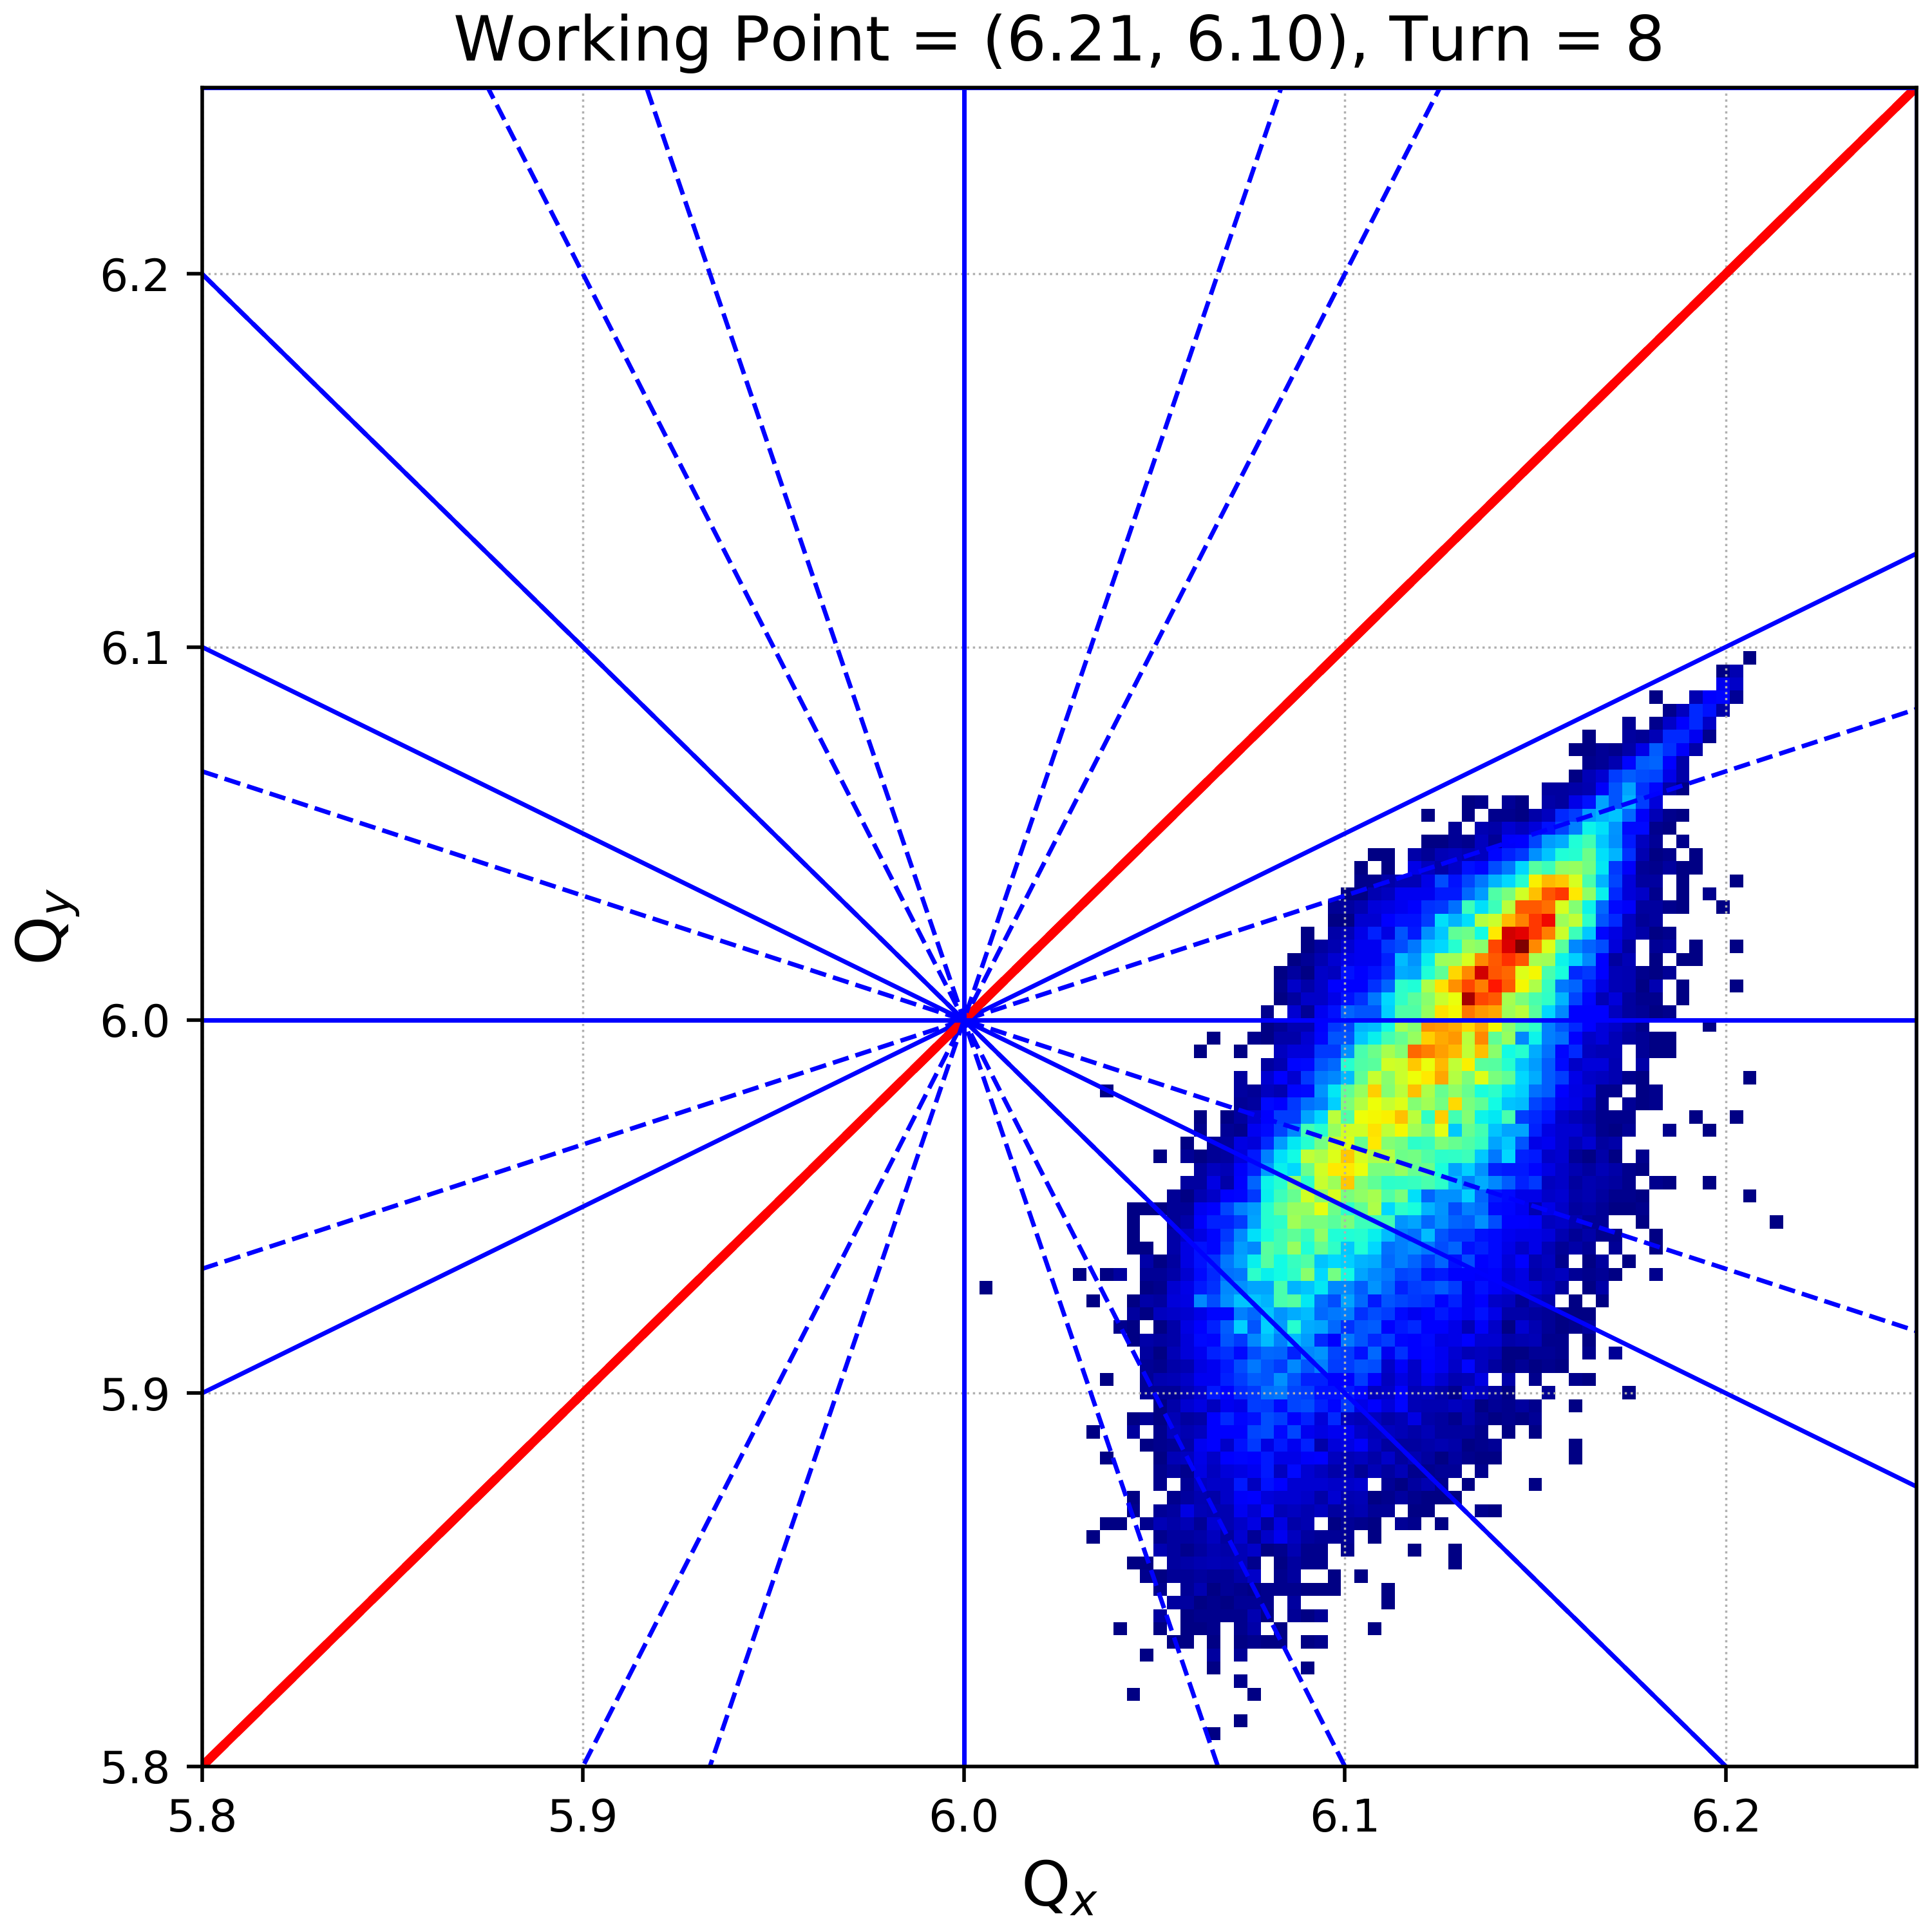 Working Point = (6.21, 6.10), Turn = 8
6.2
6.1
6.0
5.9
5.8
Qy
5.8 5.9 6.0 6.1 6.2
Qx